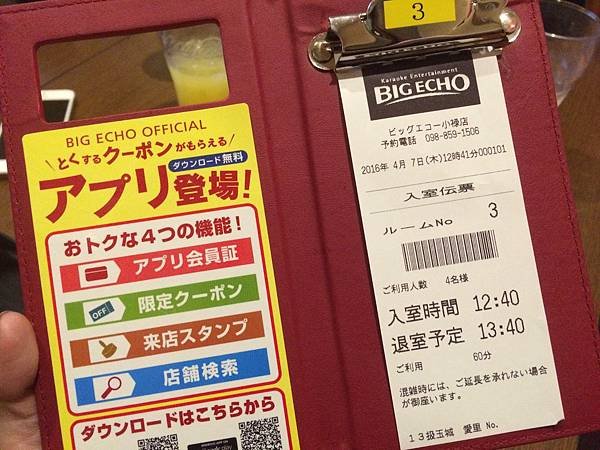 BIG ECHO OFFICIAL
とくするクーポンがもらえる
ダウンロード無料
アプリ登場!
おトクな4つの機能!
アプリ会員証
OFF
限定クーポン
来店スタンプ
店舗検索
ダウンロードはこちらから
3
Karaoke Entertainment
BIG ECHO
ビッグエコー小禄店
予約電話 098-859-1506
2016年 4月 7日(木)12時41分000101
入室伝票
ルームNo 3
ご利用人数 4名様
入室時間 12:40
退室予定 13:40
ご利用 60分
混雑時には、ご延長を承れない場合
が御座います。
13扱玉城 愛里 No.